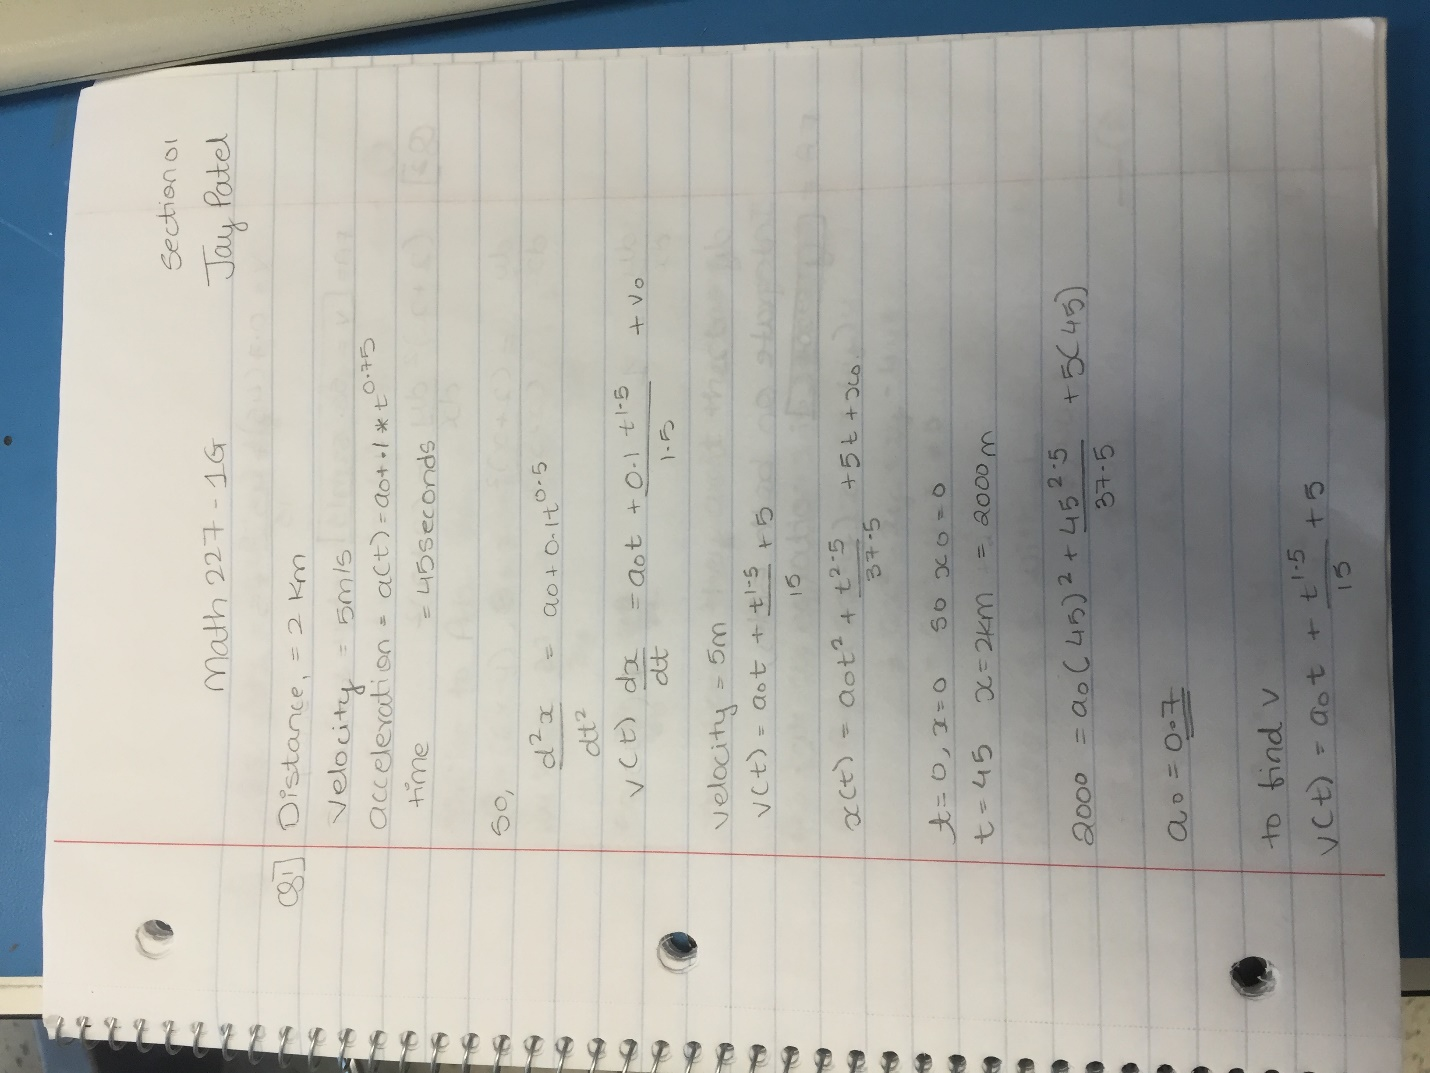 Section 01
Math 227-1G Jay Patel
Q1] Distance, = 2 Km
Velocity = 5m/s
acceleration = a(t) = a0+.1*t^0.75
time = 45 seconds
So,
d²x/dt² = a0+0.1t^0.5
v(t) dx/dt = a0t + 0.1 t^1.5/1.5 + v0
velocity = 5m
v(t) = a0t + t^1.5/15 + 5
x(t) = a0t² + t^2.5/37.5 + 5t + x0
t=0, x=0 so x0=0
t=45 x=2km = 2000m
2000 = a0(45)² + 45^2.5/37.5 + 5(45)
a0 = 0.7
to find v
v(t) = a0t + t^1.5/15 + 5